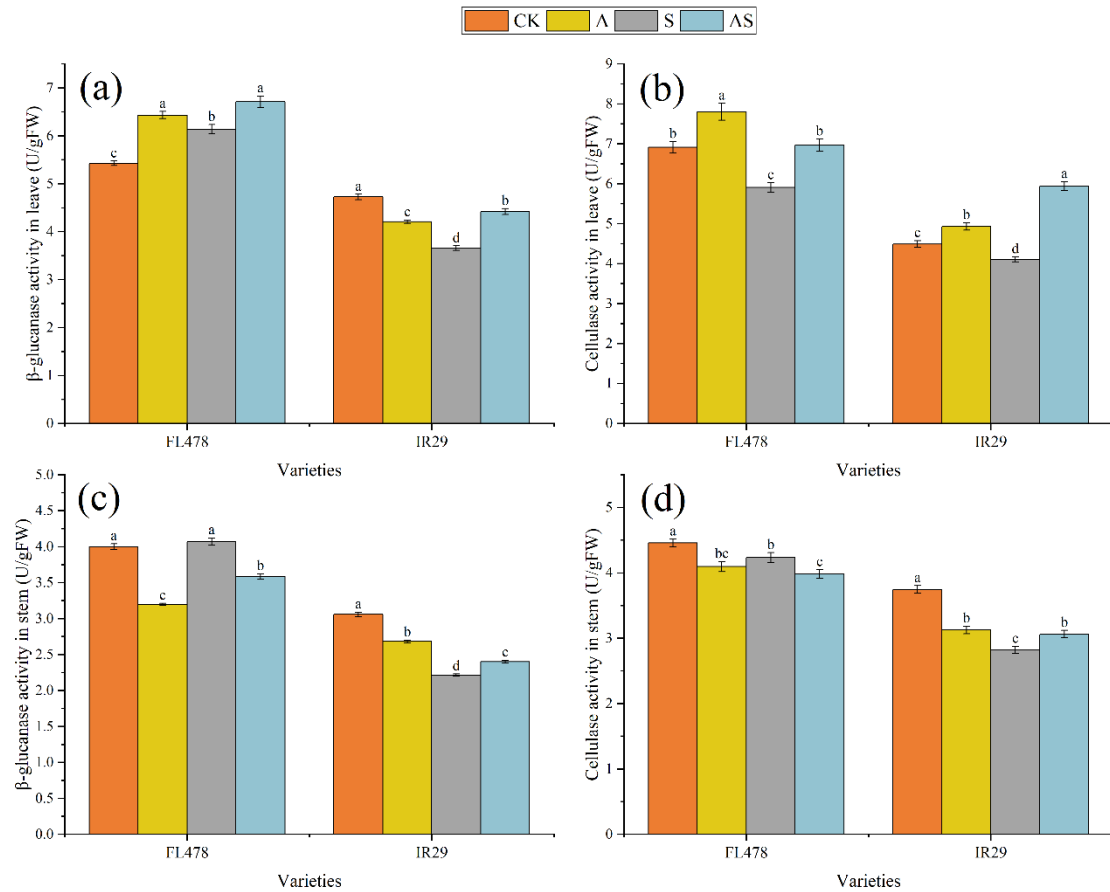 CK A S AS
(a)
β-glucanase activity in leave (U/gFW)
7
6
5
4
3
2
1
0
c a b a
a c d b
FL478 IR29
Varieties
(b)
Cellulase activity in leave (U/gFW)
9
8
7
6
5
4
3
2
1
0
b a c b
c b d a
FL478 IR29
Varieties
(c)
β-glucanase activity in stem (U/gFW)
5.0
4.5
4.0
3.5
3.0
2.5
2.0
1.5
1.0
0.5
0.0
a c a b
a b d c
FL478 IR29
Varieties
(d)
Cellulase activity in stem (U/gFW)
5
4
3
2
1
0
a bc b c
a b c b
FL478 IR29
Varieties